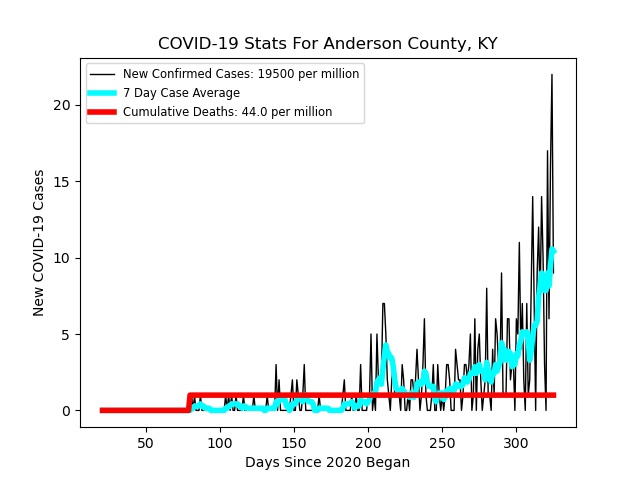 COVID-19 Stats For Anderson County, KY
New Confirmed Cases: 19500 per million
7 Day Case Average
Cumulative Deaths: 44.0 per million
New COVID-19 Cases
20
15
10
5
0
50
100
150
200
250
300
Days Since 2020 Began